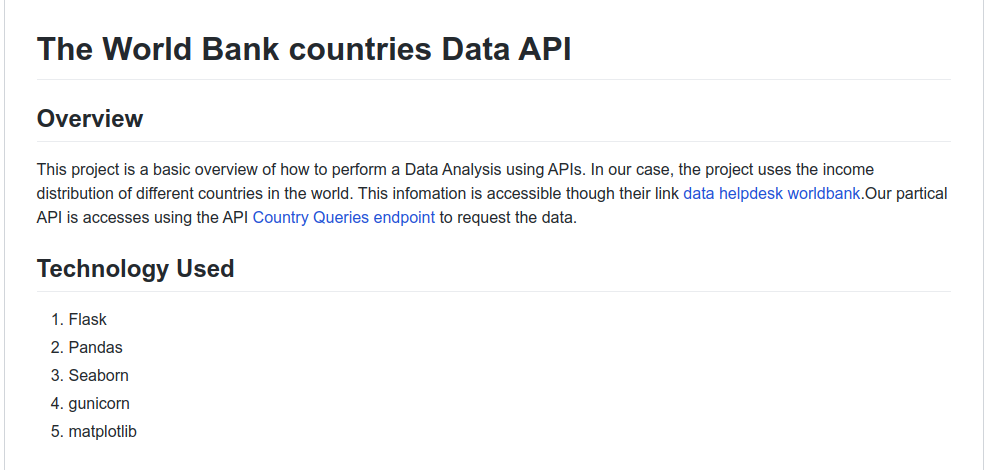 The World Bank countries Data API
Overview
This project is a basic overview of how to perform a Data Analysis using APIs. In our case, the project uses the income
distribution of different countries in the world. This infomation is accessible though their link data helpdesk worldbank.Our partical
API is accesses using the API Country Queries endpoint to request the data.
Technology Used
1. Flask
2. Pandas
3. Seaborn
4. gunicorn
5. matplotlib